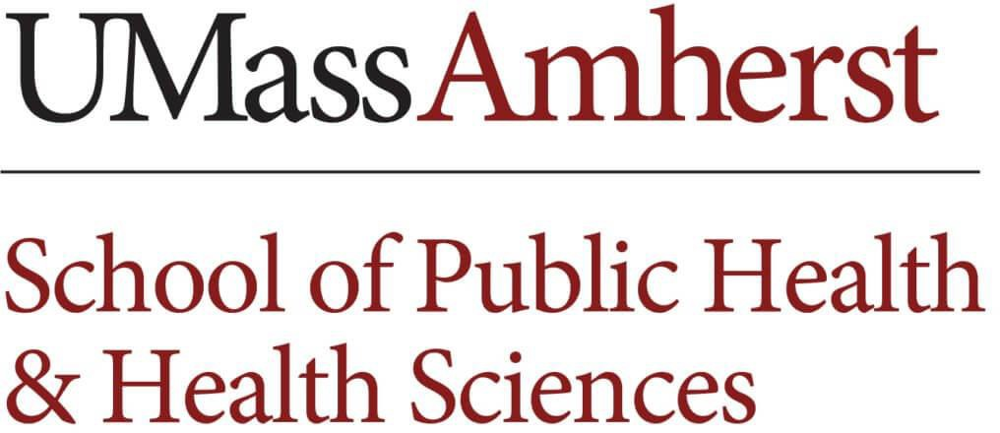 UMassAmherst
School of Public Health
& Health Sciences